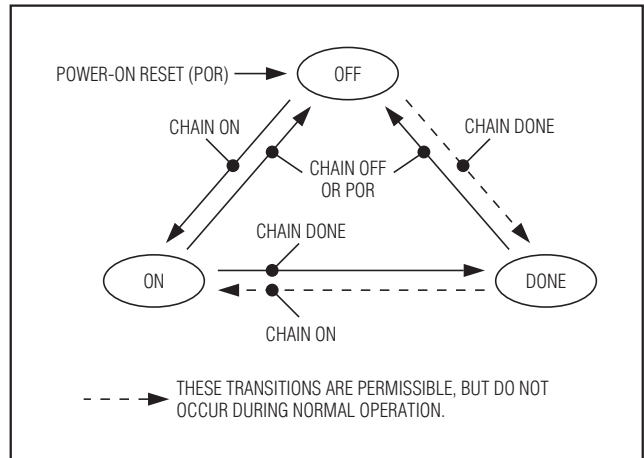 POWER-ON RESET (POR)
OFF
CHAIN ON
CHAIN DONE
CHAIN OFF
OR POR
CHAIN DONE
ON
DONE
CHAIN ON
THESE TRANSITIONS ARE PERMISSIBLE, BUT DO NOT
OCCUR DURING NORMAL OPERATION.